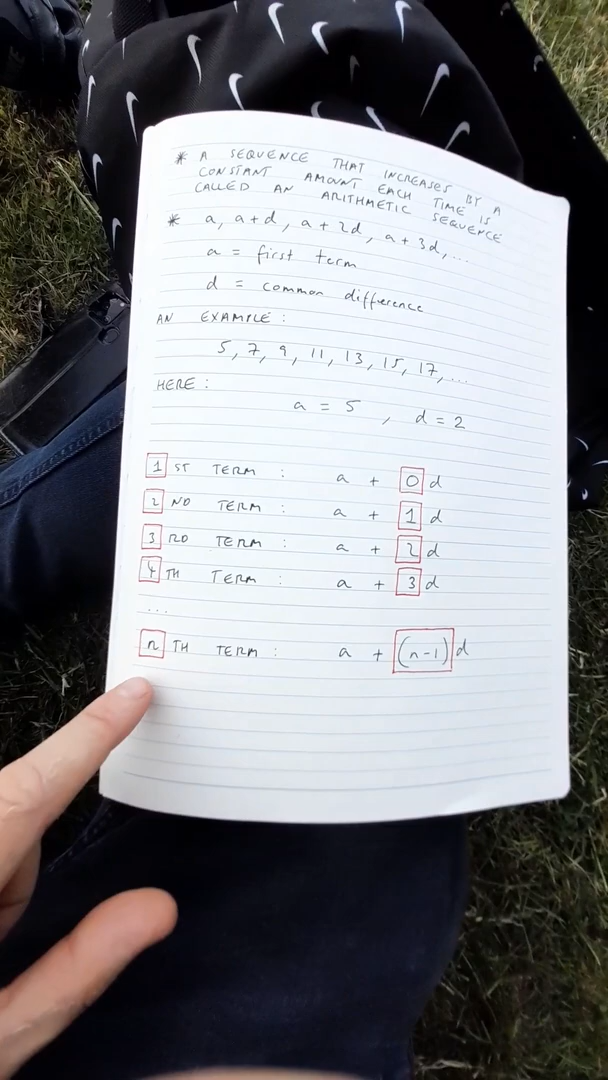 * A SEQUENCE THAT INCREASES BY A
CONSTANT AMOUNT EACH TIME IS
CALLED AN ARITHMETIC SEQUENCE
* a, a+d, a+2d, a+3d,...
a = first term
d = common difference
AN EXAMPLE:
5, 7, 9, 11, 13, 15, 17,...
HERE:
a = 5 , d = 2
1 ST TERM : a + 0 d
2 ND TERM : a + 1 d
3 RD TERM : a + 2 d
4 TH TERM : a + 3 d
...
n TH TERM : a + (n-1) d